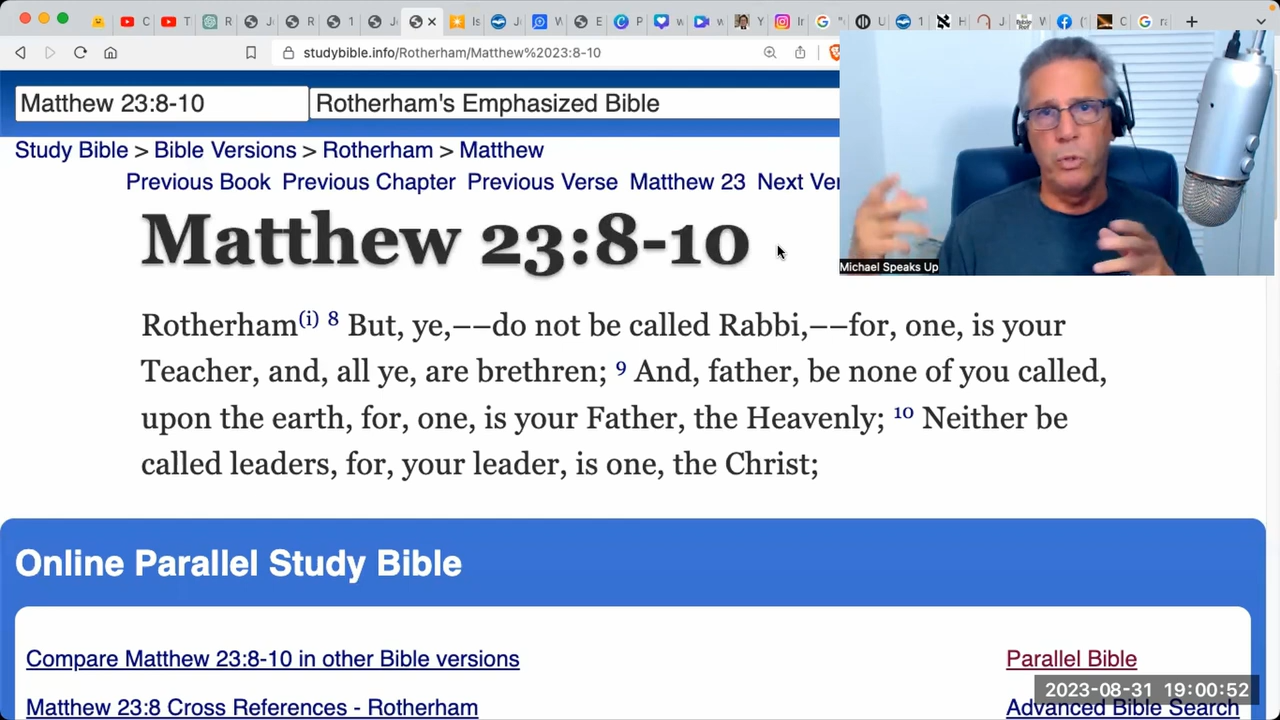 studybible.info/Rotherham/Matthew%2023:8-10
Matthew 23:8-10
Rotherham's Emphasized Bible
Study Bible > Bible Versions > Rotherham > Matthew
Previous Book Previous Chapter Previous Verse Matthew 23 Next Ver
Matthew 23:8-10
Michael Speaks Up
Rotherham(i) 8 But, ye,––do not be called Rabbi,––for, one, is your
Teacher, and, all ye, are brethren; 9 And, father, be none of you called,
upon the earth, for, one, is your Father, the Heavenly; 10 Neither be
called leaders, for, your leader, is one, the Christ;
Online Parallel Study Bible
Compare Matthew 23:8-10 in other Bible versions
Parallel Bible
2023-08-31 19:00:52
Matthew 23:8 Cross References - Rotherham
Advanced Bible Search